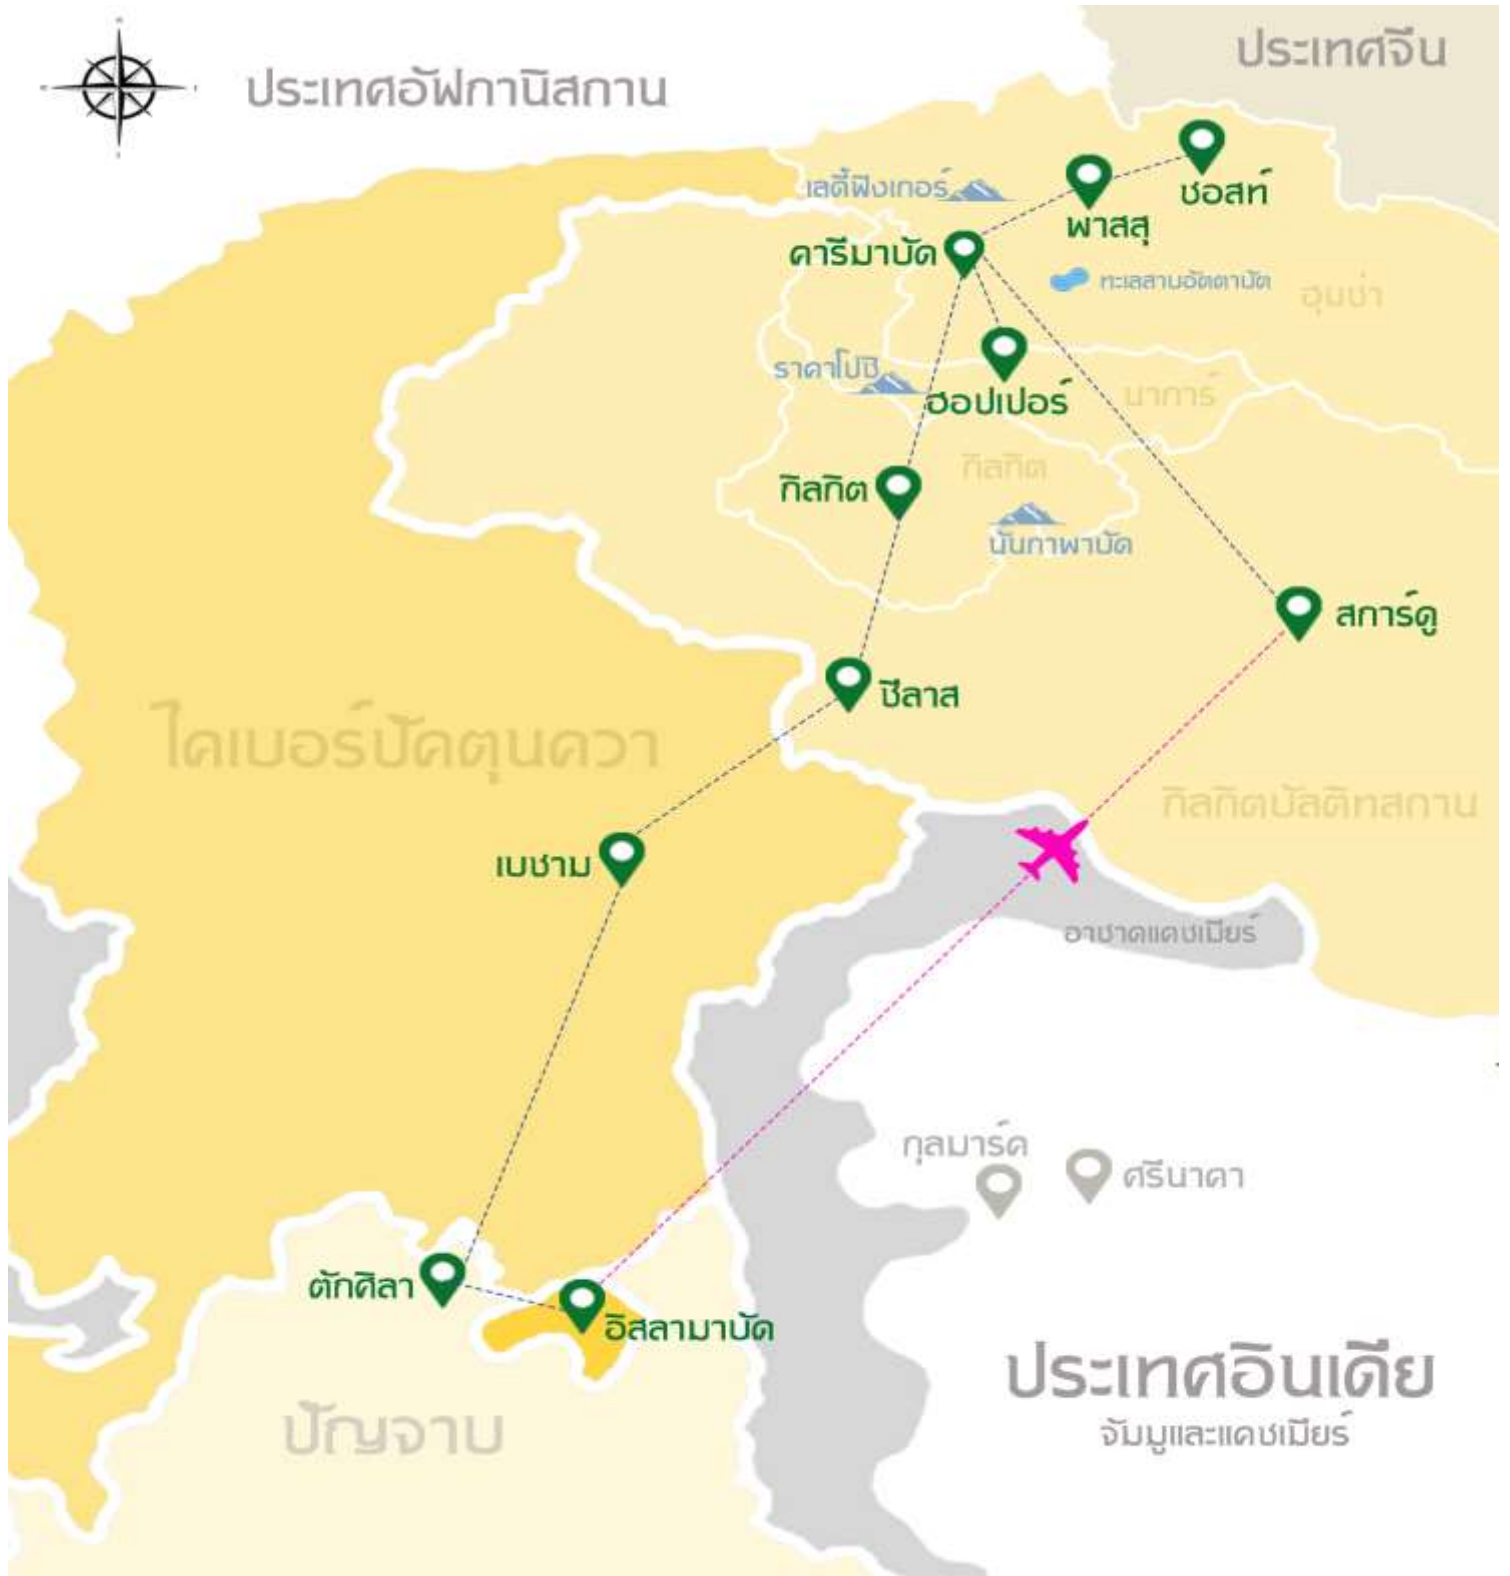 ประเทศจีน
ประเทศอัฟกานิสถาน
เลดี้ฟิงเกอร์
ชอสท์
พาสสุ
คารีมาบัด
ทะเลสาบอัตตาบัด
ฮุนซ่า
ราคาโปชิ
ฮอปเปอร์
นาการ์
กิลกิต
กิลกิต
นันกาพาบัด
สการ์ดู
ชีลาส
ไคเบอร์ปัคตุนควา
กิลกิตบัลติทสถาน
เบชาม
อาซาดแคชเมียร์
กุลมาร์ค
ศรีนาคา
ตักศิลา
อิสลามาบัด
ประเทศอินเดีย
จัมมูและแคชเมียร์
ปัญจาบ